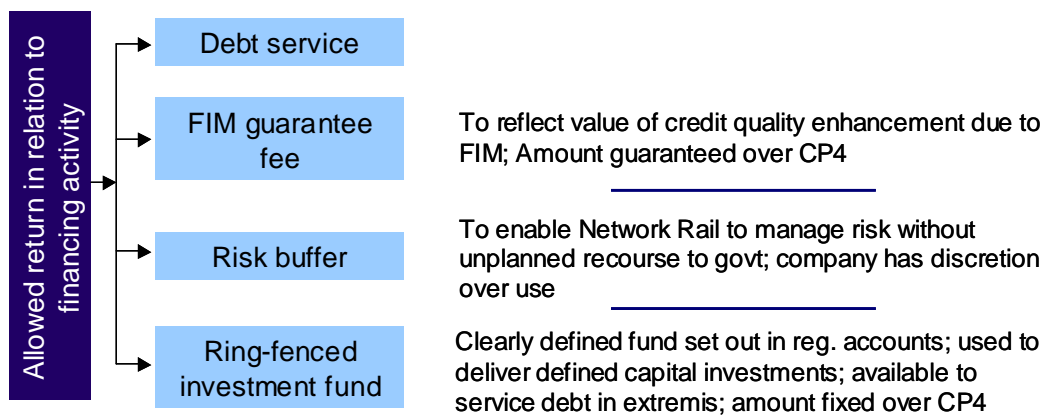 Allowed return in relation to
financing activity
Debt service
FIM guarantee
fee
To reflect value of credit quality enhancement due to
FIM; Amount guaranteed over CP4
Risk buffer
To enable Network Rail to manage risk without
unplanned recourse to govt; company has discretion
over use
Ring-fenced
investment fund
Clearly defined fund set out in reg. accounts; used to
deliver defined capital investments; available to
service debt in extremis; amount fixed over CP4